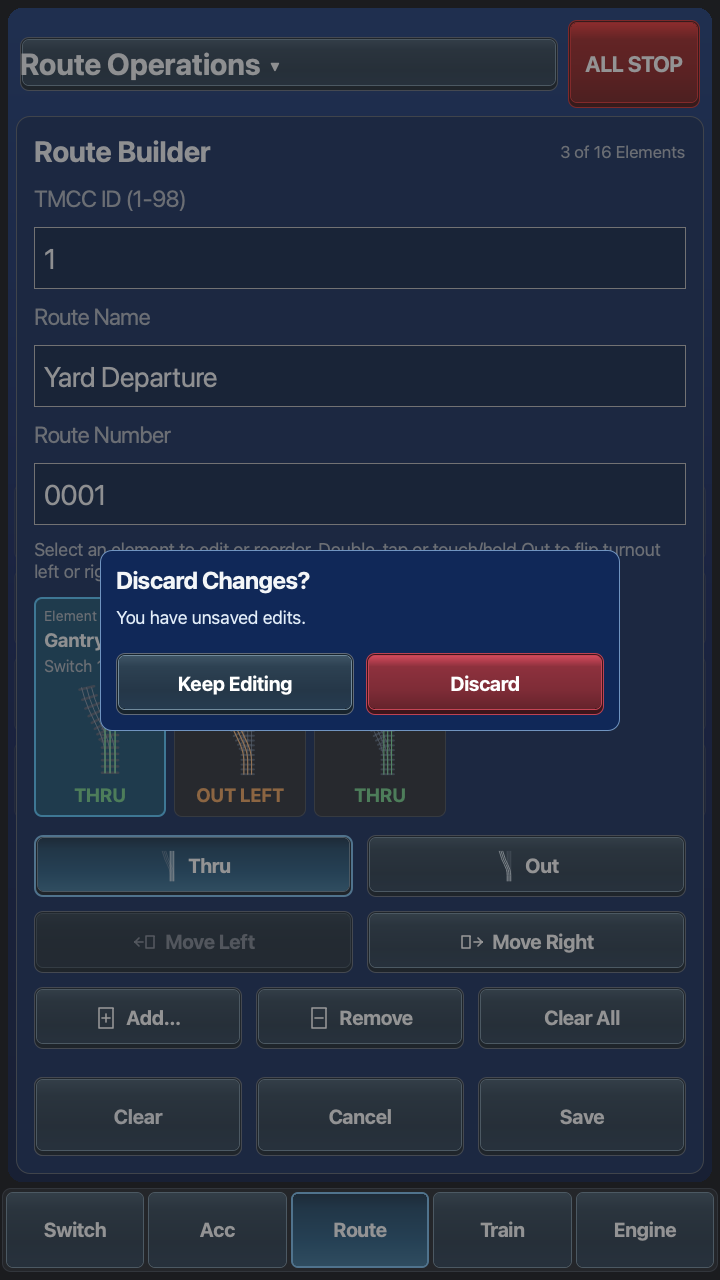 Route Operations ▾
ALL STOP
Route Builder
3 of 16 Elements
TMCC ID (1-98)
1
Route Name
Yard Departure
Route Number
0001
Select an element to edit or reorder. Double-tap or touch/hold Out to flip turnout
left or
Discard Changes?
You have unsaved edits.
Keep Editing
Discard
Element
Gantry
Switch
THRU
OUT LEFT
THRU
Thru
Out
Move Left
Move Right
Add...
Remove
Clear All
Clear
Cancel
Save
Switch
Acc
Route
Train
Engine